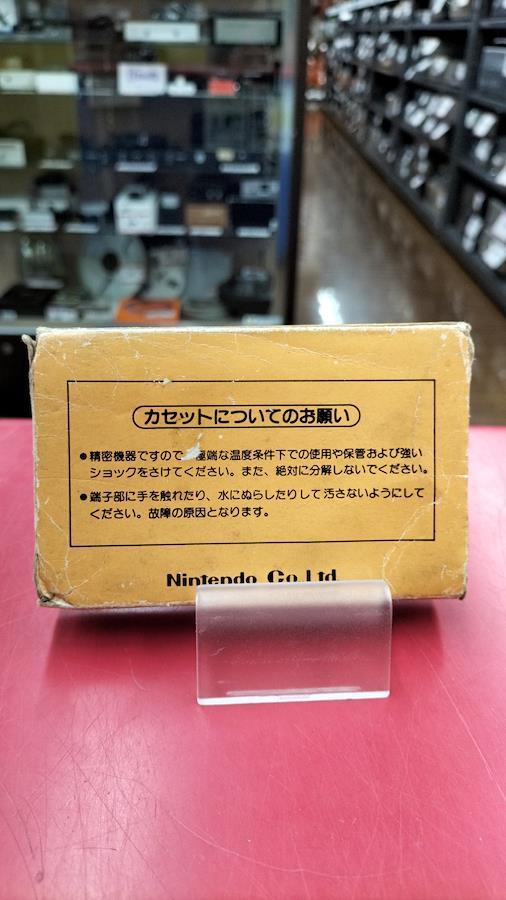 カセットについてのお願い
●精密機器ですので、極端な温度条件下での使用や保管および強い
ショックをさけてください。また、絶対に分解しないでください。
●端子部に手を触れたり、水にぬらしたりして汚さないようにして
ください。故障の原因となります。
Nintendo Co.Ltd.